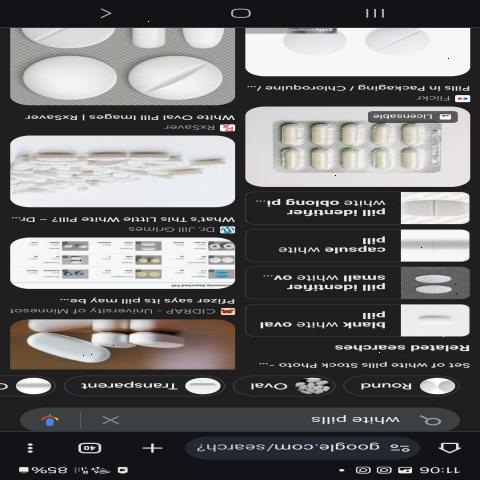 11:06
85%
google.com/search?
40
white pills
Round
Oval
Transparent
C
Set of white pills Stock Photo -...
Related searches
pill blank white oval
pill identifier
small white ov...
capsule white
pill
pill identifier
white oblong pi...
Licensable
Flickr
Pills in Packaging / Chloroquine /...
CIDRAP - University of Minnesot
Pfizer says its pill may be...
Dr. Jill Grimes
What's This Little White Pill? – Dr...
RxSaver
White Oval Pill Images | RxSaver